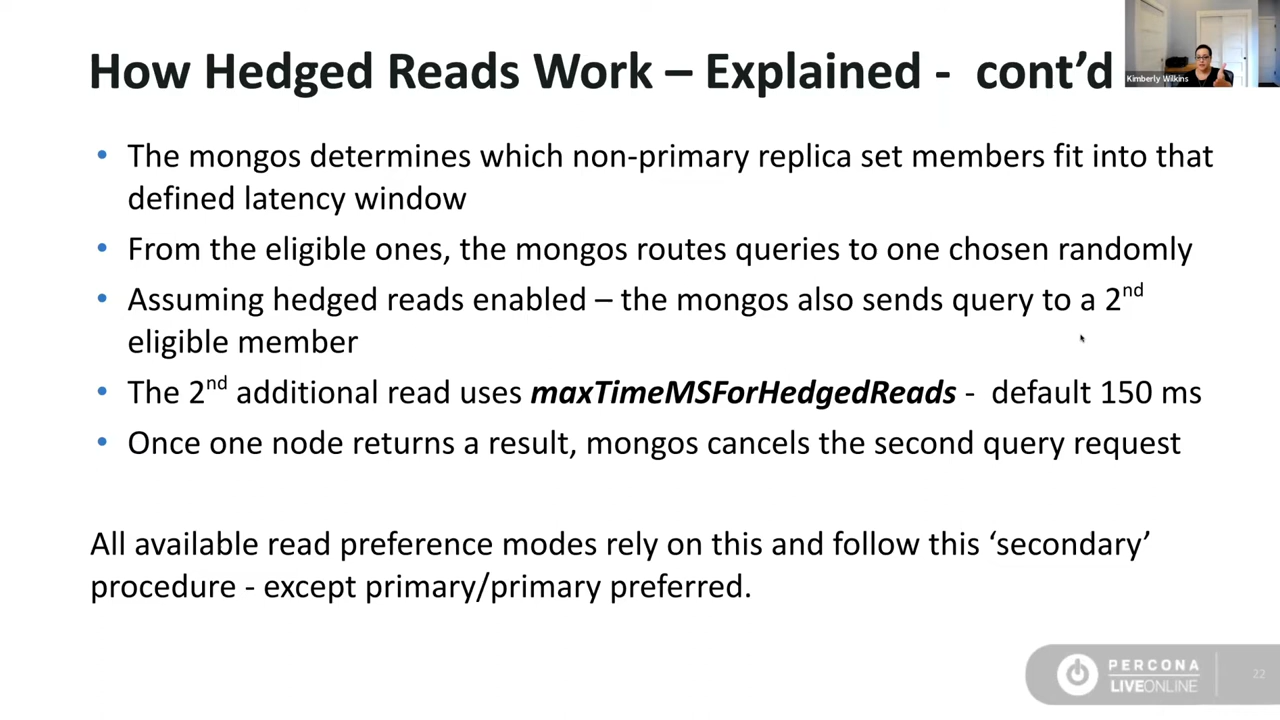 How Hedged Reads Work – Explained - cont’d
Kimberly Wilkins
• The mongos determines which non-primary replica set members fit into that
defined latency window
• From the eligible ones, the mongos routes queries to one chosen randomly
• Assuming hedged reads enabled – the mongos also sends query to a 2nd
eligible member
• The 2nd additional read uses maxTimeMSForHedgedReads - default 150 ms
• Once one node returns a result, mongos cancels the second query request
All available read preference modes rely on this and follow this ‘secondary’
procedure - except primary/primary preferred.
PERCONA
LIVEONLINE
22